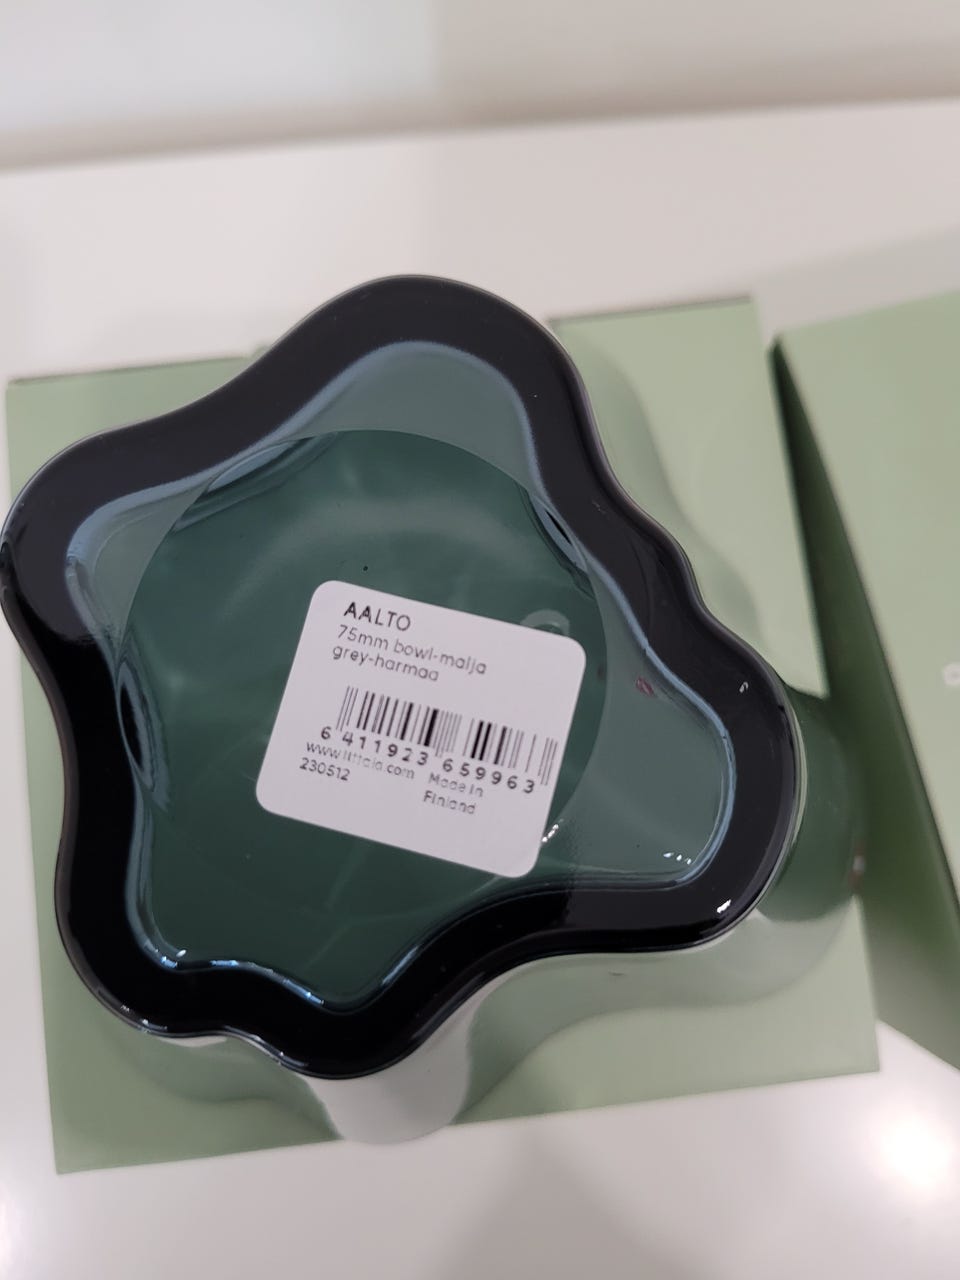 AALTO
75mm bowl-malja
grey-harmaa
6 411923 659963
www.iittala.com Made in
230512 Finland